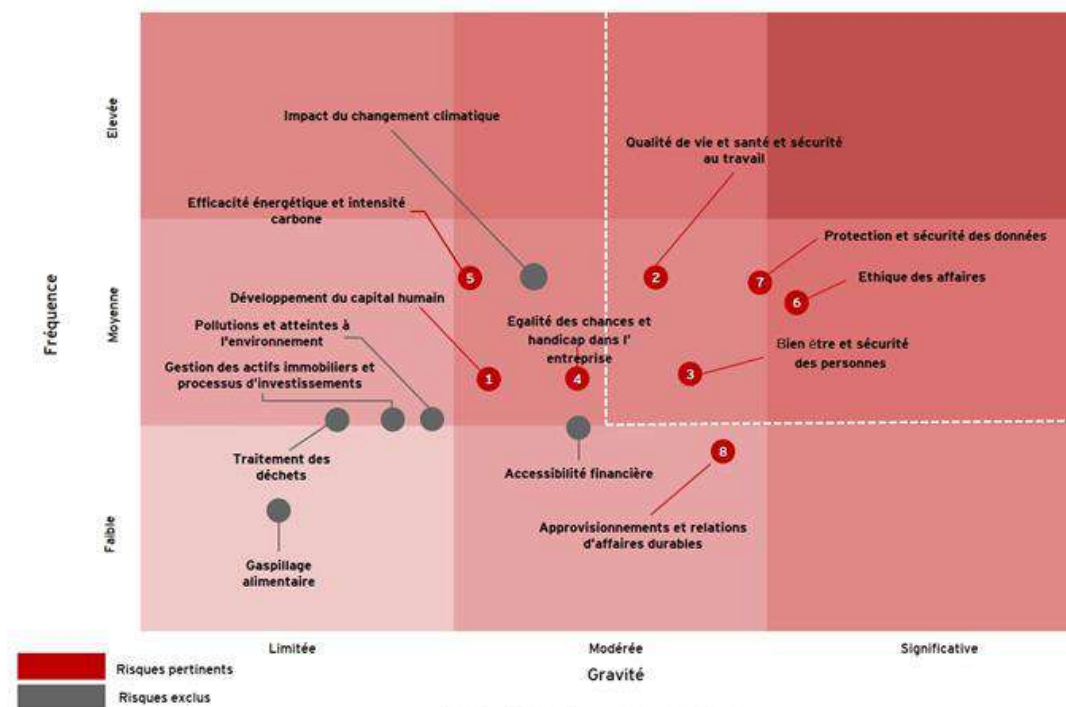 Elevée
Impact du changement climatique
Qualité de vie et santé et sécurité
au travail
Efficacité énergétique et intensité
carbone
Protection et sécurité des données
Fréquence
Moyenne
5
2
7
Ethique des affaires
6
Développement du capital humain
Pollutions et atteintes à
l'environnement
Egalité des chances et
handicap dans l'
entreprise
Bien être et sécurité
des personnes
Gestion des actifs immobiliers et
processus d'investissements
1
4
3
Traitement des
déchets
Accessibilité financière
8
Faible
Approvisionnements et relations
d'affaires durables
Gaspillage
alimentaire
Limitée
Modérée
Significative
Gravité
Risques pertinents
Risques exclus